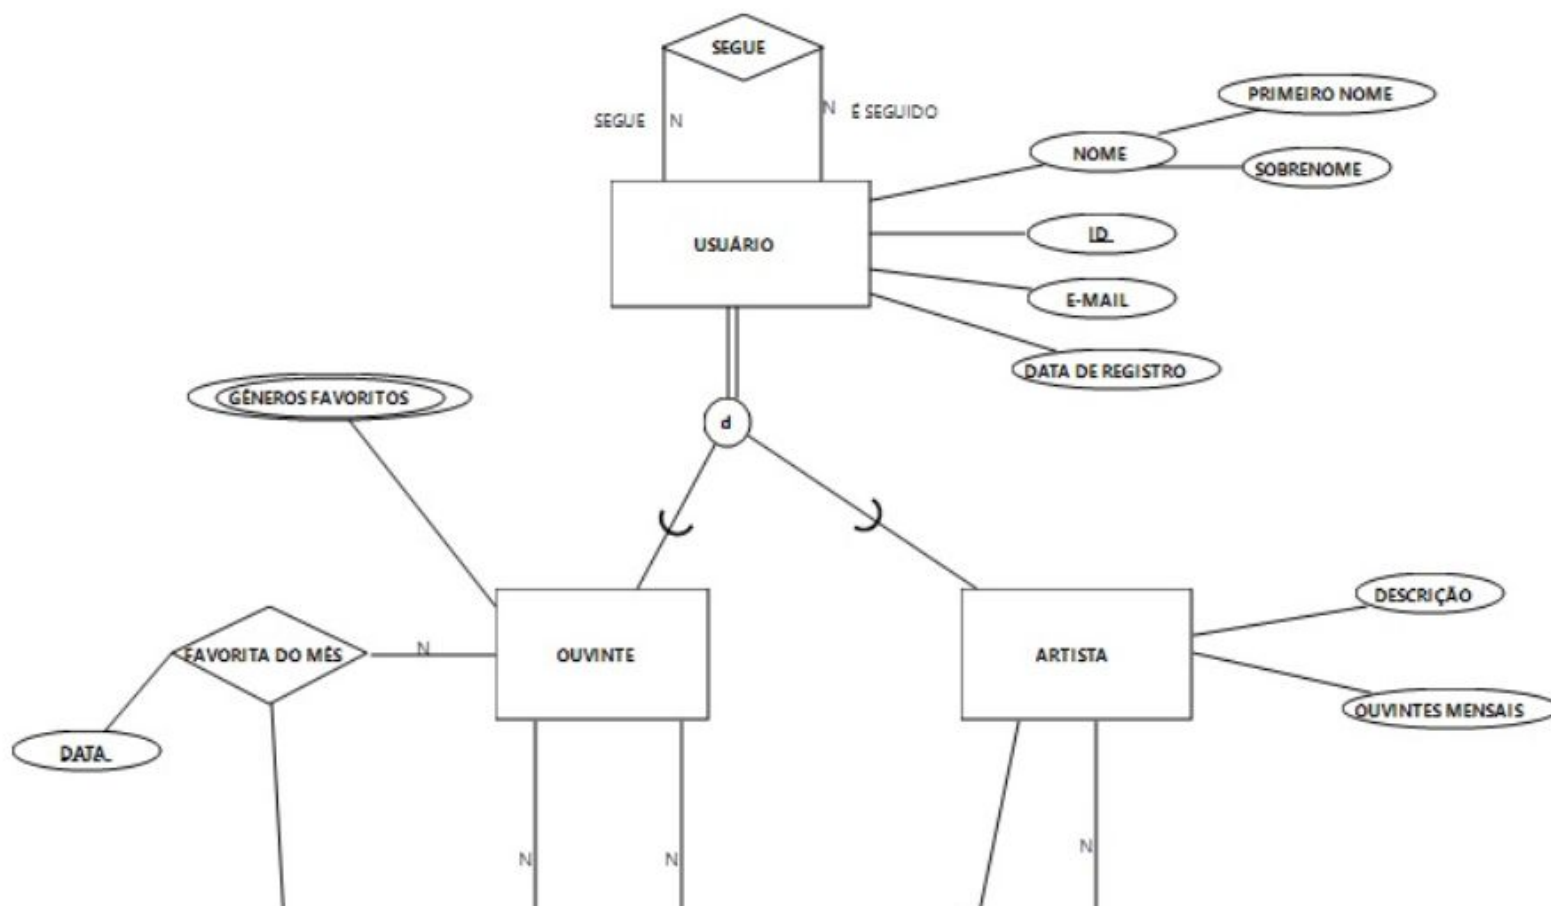 SEGUE
SEGUE N
N É SEGUIDO
PRIMEIRO NOME
NOME
SOBRENOME
USUÁRIO
ID
E-MAIL
DATA DE REGISTRO
GÊNEROS FAVORITOS
d
DESCRIÇÃO
FAVORITA DO MÊS
N
OUVINTE
ARTISTA
OUVINTES MENSAIS
DATA
N
N
N